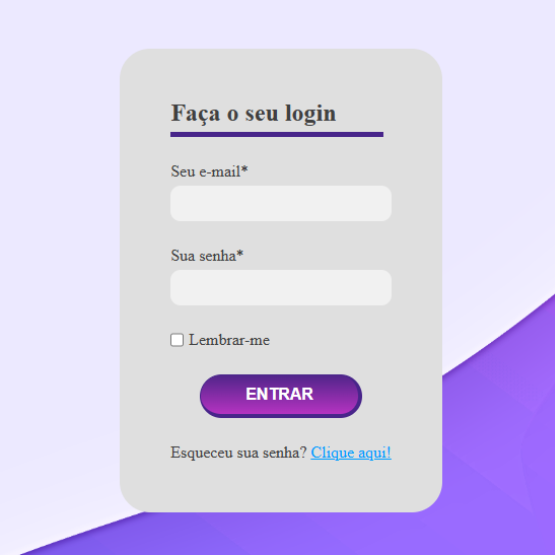 Faça o seu login
Seu e-mail*
Sua senha*
Lembrar-me
ENTRAR
Esqueceu sua senha? Clique aqui!